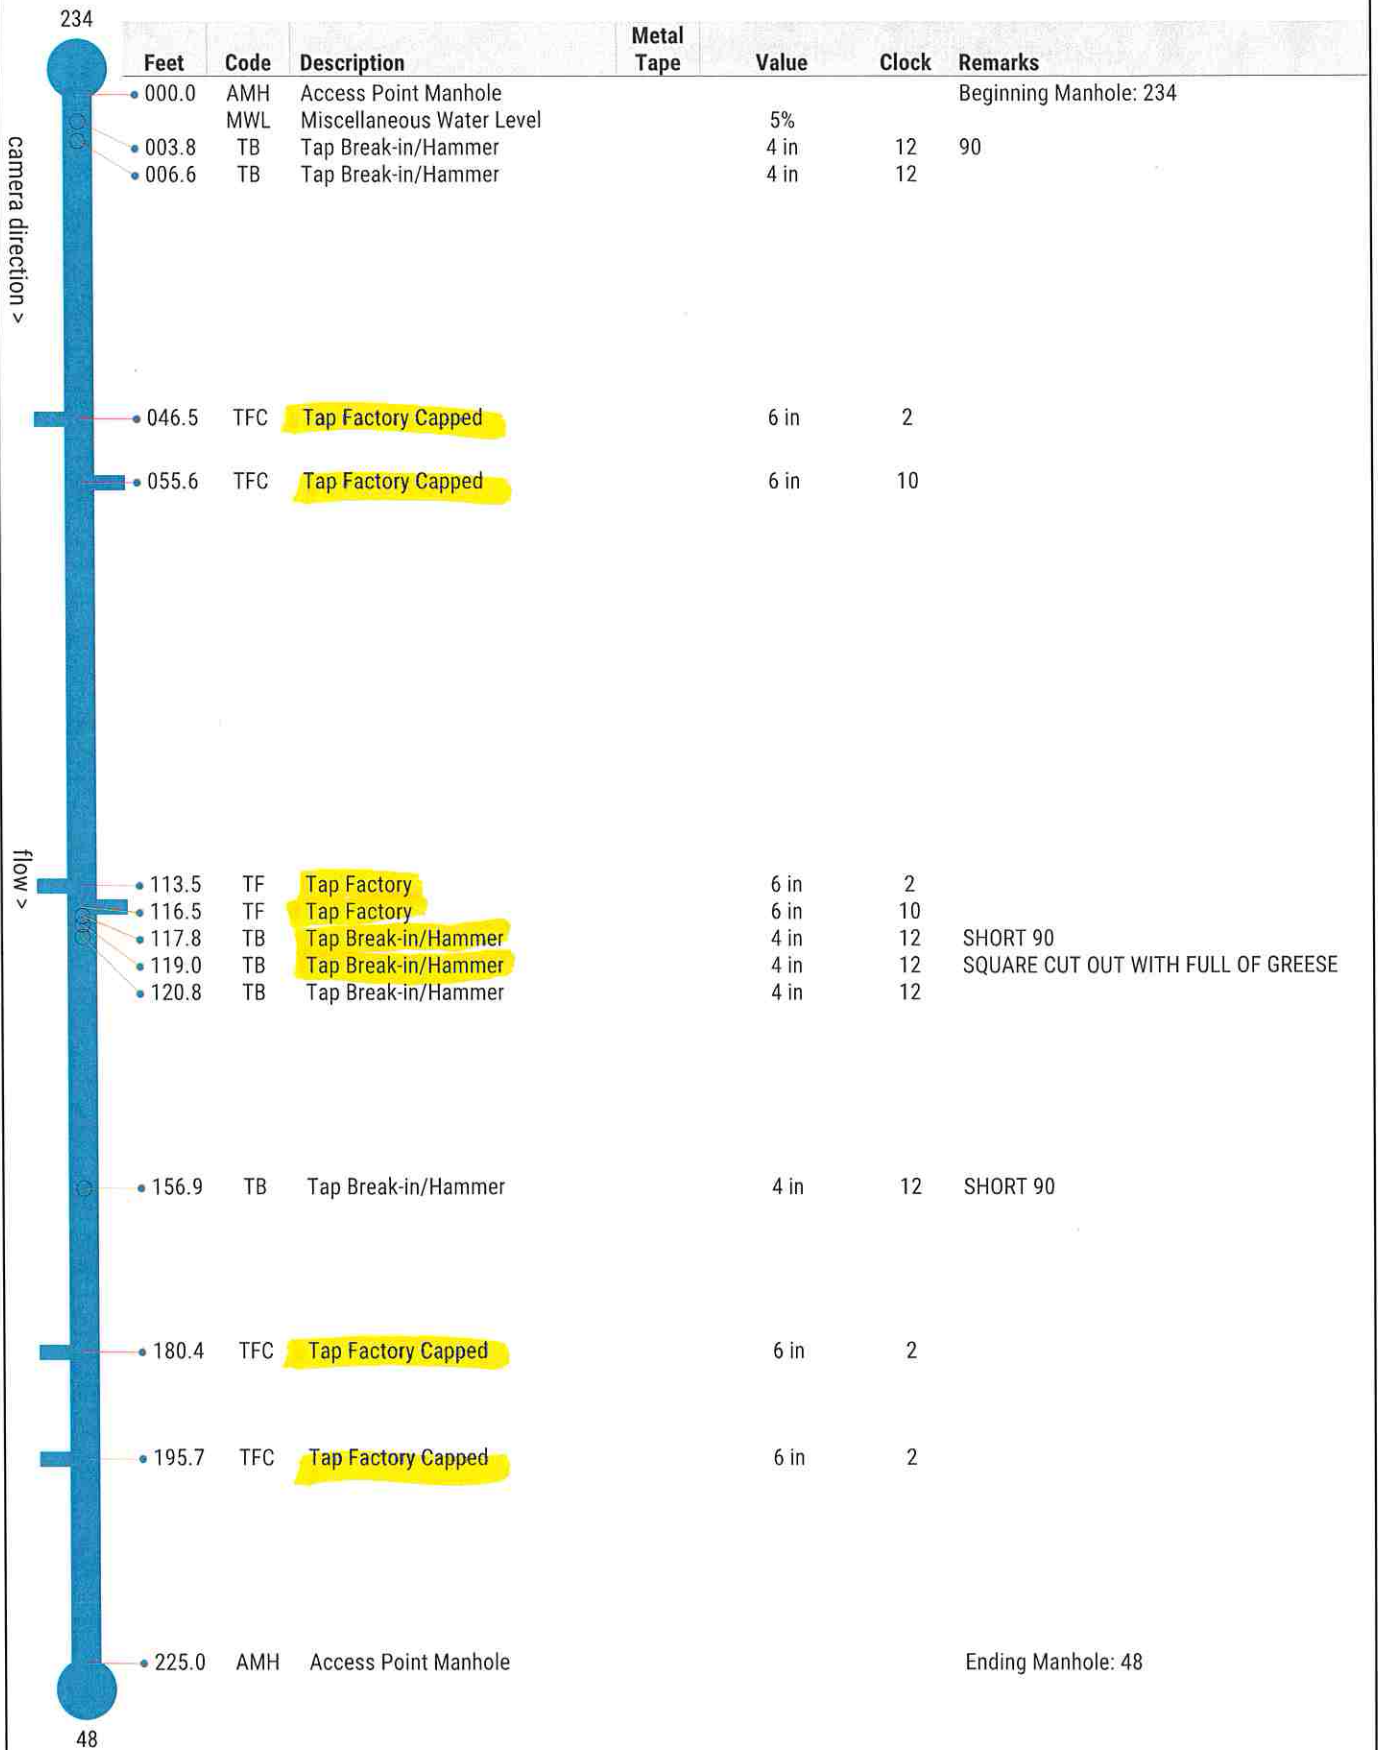 234
Metal
Feet Code Description Tape Value Clock Remarks
000.0 AMH Access Point Manhole Beginning Manhole: 234
MWL Miscellaneous Water Level 5%
003.8 TB Tap Break-in/Hammer 4 in 12 90
006.6 TB Tap Break-in/Hammer 4 in 12
camera direction >
046.5 TFC Tap Factory Capped 6 in 2
055.6 TFC Tap Factory Capped 6 in 10
flow >
113.5 TF Tap Factory 6 in 2
116.5 TF Tap Factory 6 in 10
117.8 TB Tap Break-in/Hammer 4 in 12 SHORT 90
119.0 TB Tap Break-in/Hammer 4 in 12 SQUARE CUT OUT WITH FULL OF GREESE
120.8 TB Tap Break-in/Hammer 4 in 12
156.9 TB Tap Break-in/Hammer 4 in 12 SHORT 90
180.4 TFC Tap Factory Capped 6 in 2
195.7 TFC Tap Factory Capped 6 in 2
225.0 AMH Access Point Manhole Ending Manhole: 48
48